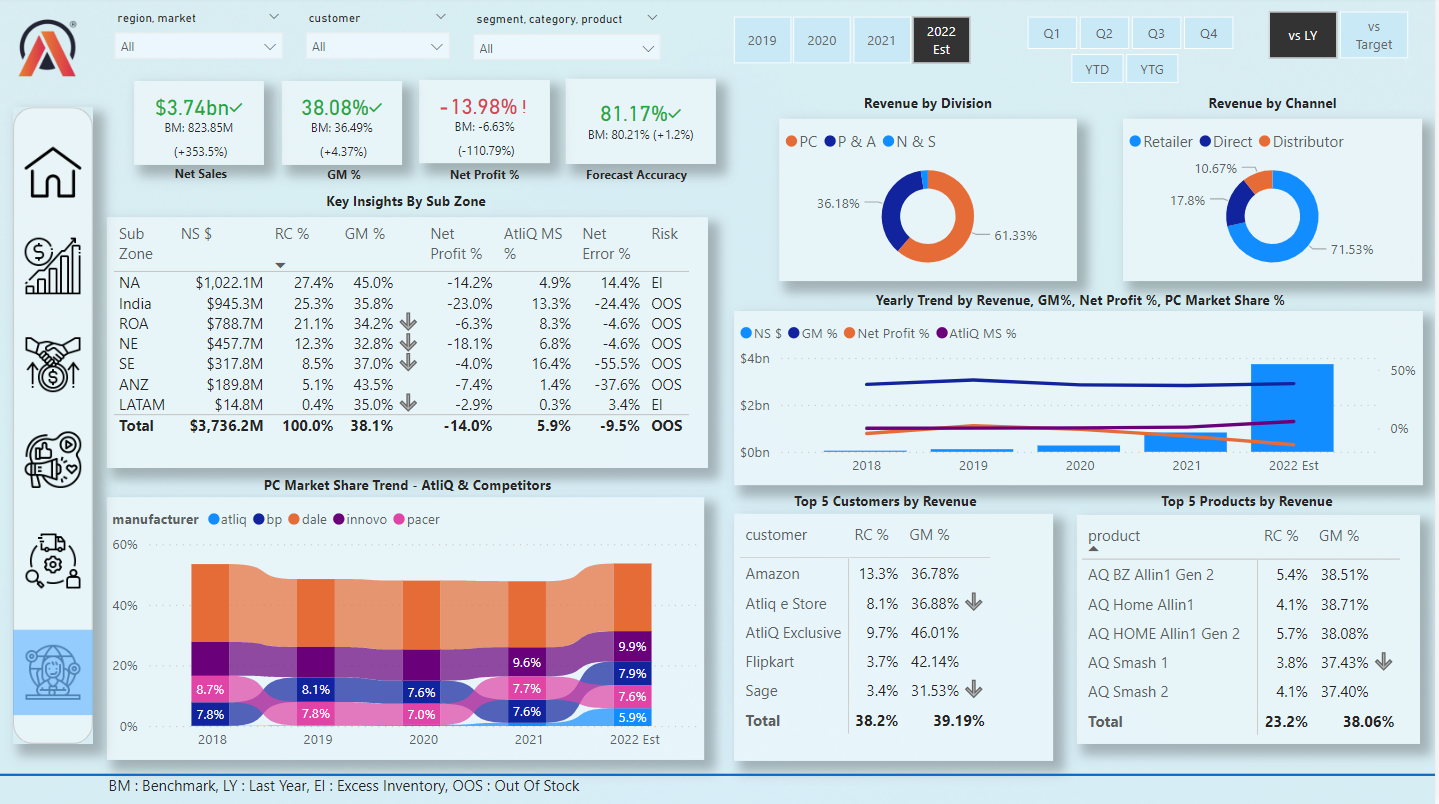 region, market
customer
segment, category, product
All
All
All
2019
2020
2021
2022
Est
Q1
Q2
Q3
Q4
YTD
YTG
vs LY
vs
Target
$3.74bn
BM: 823.85M
(+353.5%)
Net Sales
38.08%
BM: 36.49%
(+4.37%)
GM %
-13.98% !
BM: -6.63%
(-110.79%)
Net Profit %
81.17%
BM: 80.21% (+1.2%)
Forecast Accuracy
Revenue by Division
PC P & A N & S
36.18%
61.33%
Revenue by Channel
Retailer Direct Distributor
10.67%
17.8%
71.53%
Key Insights By Sub Zone
Sub Zone NS $ RC % GM % Net Profit % AtliQ MS % Net Error % Risk
NA $1,022.1M 27.4% 45.0% -14.2% 4.9% 14.4% EI
India $945.3M 25.3% 35.8% -23.0% 13.3% -24.4% OOS
ROA $788.7M 21.1% 34.2% -6.3% 8.3% -4.6% OOS
NE $457.7M 12.3% 32.8% -18.1% 6.8% -4.6% OOS
SE $317.8M 8.5% 37.0% -4.0% 16.4% -55.5% OOS
ANZ $189.8M 5.1% 43.5% -7.4% 1.4% -37.6% OOS
LATAM $14.8M 0.4% 35.0% -2.9% 0.3% 3.4% EI
Total $3,736.2M 100.0% 38.1% -14.0% 5.9% -9.5% OOS
Yearly Trend by Revenue, GM%, Net Profit %, PC Market Share %
NS $ GM % Net Profit % AtliQ MS %
$4bn
$2bn
$0bn
50%
0%
2018 2019 2020 2021 2022 Est
PC Market Share Trend - AtliQ & Competitors
manufacturer atliq bp dale innovo pacer
60%
40%
20%
0%
8.7%
7.8%
8.1%
7.8%
7.6%
7.0%
9.6%
7.7%
7.6%
9.9%
7.9%
7.6%
5.9%
2018 2019 2020 2021 2022 Est
Top 5 Customers by Revenue
customer RC % GM %
Amazon 13.3% 36.78%
Atliq e Store 8.1% 36.88%
AtliQ Exclusive 9.7% 46.01%
Flipkart 3.7% 42.14%
Sage 3.4% 31.53%
Total 38.2% 39.19%
Top 5 Products by Revenue
product RC % GM %
AQ BZ Allin1 Gen 2 5.4% 38.51%
AQ Home Allin1 4.1% 38.71%
AQ HOME Allin1 Gen 2 5.7% 38.08%
AQ Smash 1 3.8% 37.43%
AQ Smash 2 4.1% 37.40%
Total 23.2% 38.06%
BM : Benchmark, LY : Last Year, EI : Excess Inventory, OOS : Out Of Stock